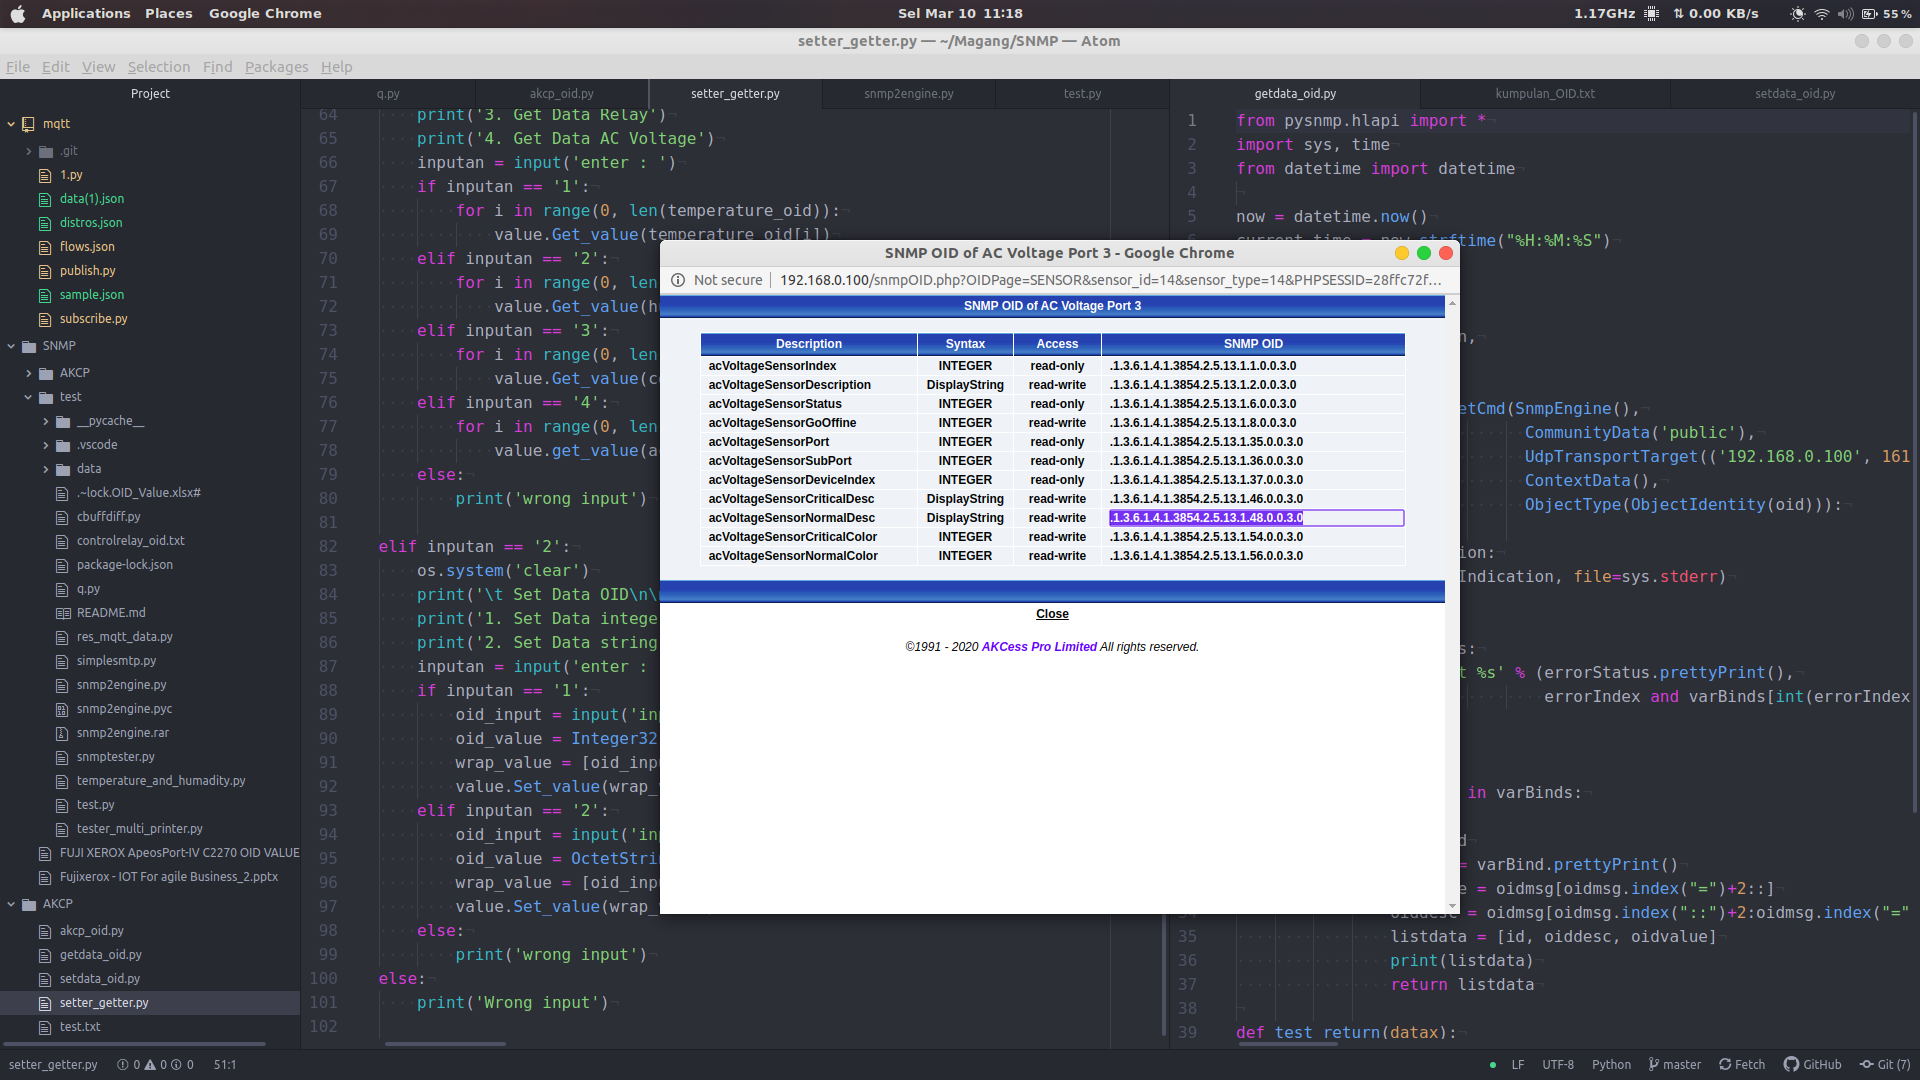 Applications Places Google Chrome
Sel Mar 10 11:18
1.17GHz 0.00 KB/s 55 %
setter_getter.py — ~/Magang/SNMP — Atom
File Edit View Selection Find Packages Help
Project
mqtt
.git
1.py
data(1).json
distros.json
flows.json
publish.py
sample.json
subscribe.py
SNMP
AKCP
test
__pycache__
.vscode
data
.~lock.OID_Value.xlsx#
cbuffdiff.py
controlrelay_oid.txt
package-lock.json
q.py
README.md
res_mqtt_data.py
simplesmtp.py
snmp2engine.py
snmp2engine.pyc
snmp2engine.rar
snmptester.py
temperature_and_humadity.py
test.py
tester_multi_printer.py
FUJI XEROX ApeosPort-IV C2270 OID VALUE
Fujixerox - IOT For agile Business_2.pptx
AKCP
akcp_oid.py
getdata_oid.py
setdata_oid.py
setter_getter.py
test.txt
q.py akcp_oid.py setter_getter.py snmp2engine.py test.py
64 print('3. Get Data Relay')
65 print('4. Get Data AC Voltage')
66 inputan = input('enter : ')
67 if inputan == '1':
68 for i in range(0, len(temperature_oid)):
69 value.Get_value(temperature_oid[i])
70 elif inputan == '2':
71 for i in range(0, len
72 value.Get_value(h
73 elif inputan == '3':
74 for i in range(0, len
75 value.Get_value(c
76 elif inputan == '4':
77 for i in range(0, len
78 value.get_value(a
79 else:
80 print('wrong input')
81
82 elif inputan == '2':
83 os.system('clear')
84 print('\t Set Data OID\n\
85 print('1. Set Data intege
86 print('2. Set Data string
87 inputan = input('enter :
88 if inputan == '1':
89 oid_input = input('in
90 oid_value = Integer32
91 wrap_value = [oid_inp
92 value.Set_value(wrap_
93 elif inputan == '2':
94 oid_input = input('in
95 oid_value = OctetStri
96 wrap_value = [oid_inp
97 value.Set_value(wrap_
98 else:
99 print('wrong input')
100 else:
101 print('Wrong input')
102
SNMP OID of AC Voltage Port 3 - Google Chrome
Not secure 192.168.0.100/snmpOID.php?OIDPage=SENSOR&sensor_id=14&sensor_type=14&PHPSESSID=28ffc72f...
SNMP OID of AC Voltage Port 3
Description Syntax Access SNMP OID
acVoltageSensorIndex INTEGER read-only .1.3.6.1.4.1.3854.2.5.13.1.1.0.0.3.0
acVoltageSensorDescription DisplayString read-write .1.3.6.1.4.1.3854.2.5.13.1.2.0.0.3.0
acVoltageSensorStatus INTEGER read-only .1.3.6.1.4.1.3854.2.5.13.1.6.0.0.3.0
acVoltageSensorGoOffine INTEGER read-write .1.3.6.1.4.1.3854.2.5.13.1.8.0.0.3.0
acVoltageSensorPort INTEGER read-only .1.3.6.1.4.1.3854.2.5.13.1.35.0.0.3.0
acVoltageSensorSubPort INTEGER read-only .1.3.6.1.4.1.3854.2.5.13.1.36.0.0.3.0
acVoltageSensorDeviceIndex INTEGER read-only .1.3.6.1.4.1.3854.2.5.13.1.37.0.0.3.0
acVoltageSensorCriticalDesc DisplayString read-write .1.3.6.1.4.1.3854.2.5.13.1.46.0.0.3.0
acVoltageSensorNormalDesc DisplayString read-write .1.3.6.1.4.1.3854.2.5.13.1.48.0.0.3.0
acVoltageSensorCriticalColor INTEGER read-write .1.3.6.1.4.1.3854.2.5.13.1.54.0.0.3.0
acVoltageSensorNormalColor INTEGER read-write .1.3.6.1.4.1.3854.2.5.13.1.56.0.0.3.0
Close
©1991 - 2020 AKCess Pro Limited All rights reserved.
getdata_oid.py kumpulan_OID.txt setdata_oid.py
1 from pysnmp.hlapi import *
2 import sys, time
3 from datetime import datetime
4
5 now = datetime.now()
6 current_time = now.strftime("%H:%M:%S")
n,
etCmd(SnmpEngine(),
CommunityData('public'),
UdpTransportTarget(('192.168.0.100', 161
ContextData(),
ObjectType(ObjectIdentity(oid))):
ion:
Indication, file=sys.stderr)
s:
t %s' % (errorStatus.prettyPrint(),
errorIndex and varBinds[int(errorIndex
in varBinds:
d
= varBind.prettyPrint()
e = oidmsg[oidmsg.index("=")+2::]
34 oiddesc = oidmsg[oidmsg.index("::")+2:oidmsg.index("="
35 listdata = [id, oiddesc, oidvalue]
36 print(listdata)
37 return listdata
38
39 def test_return(datax):
setter_getter.py 0 0 0 51:1
LF UTF-8 Python master Fetch GitHub Git (7)